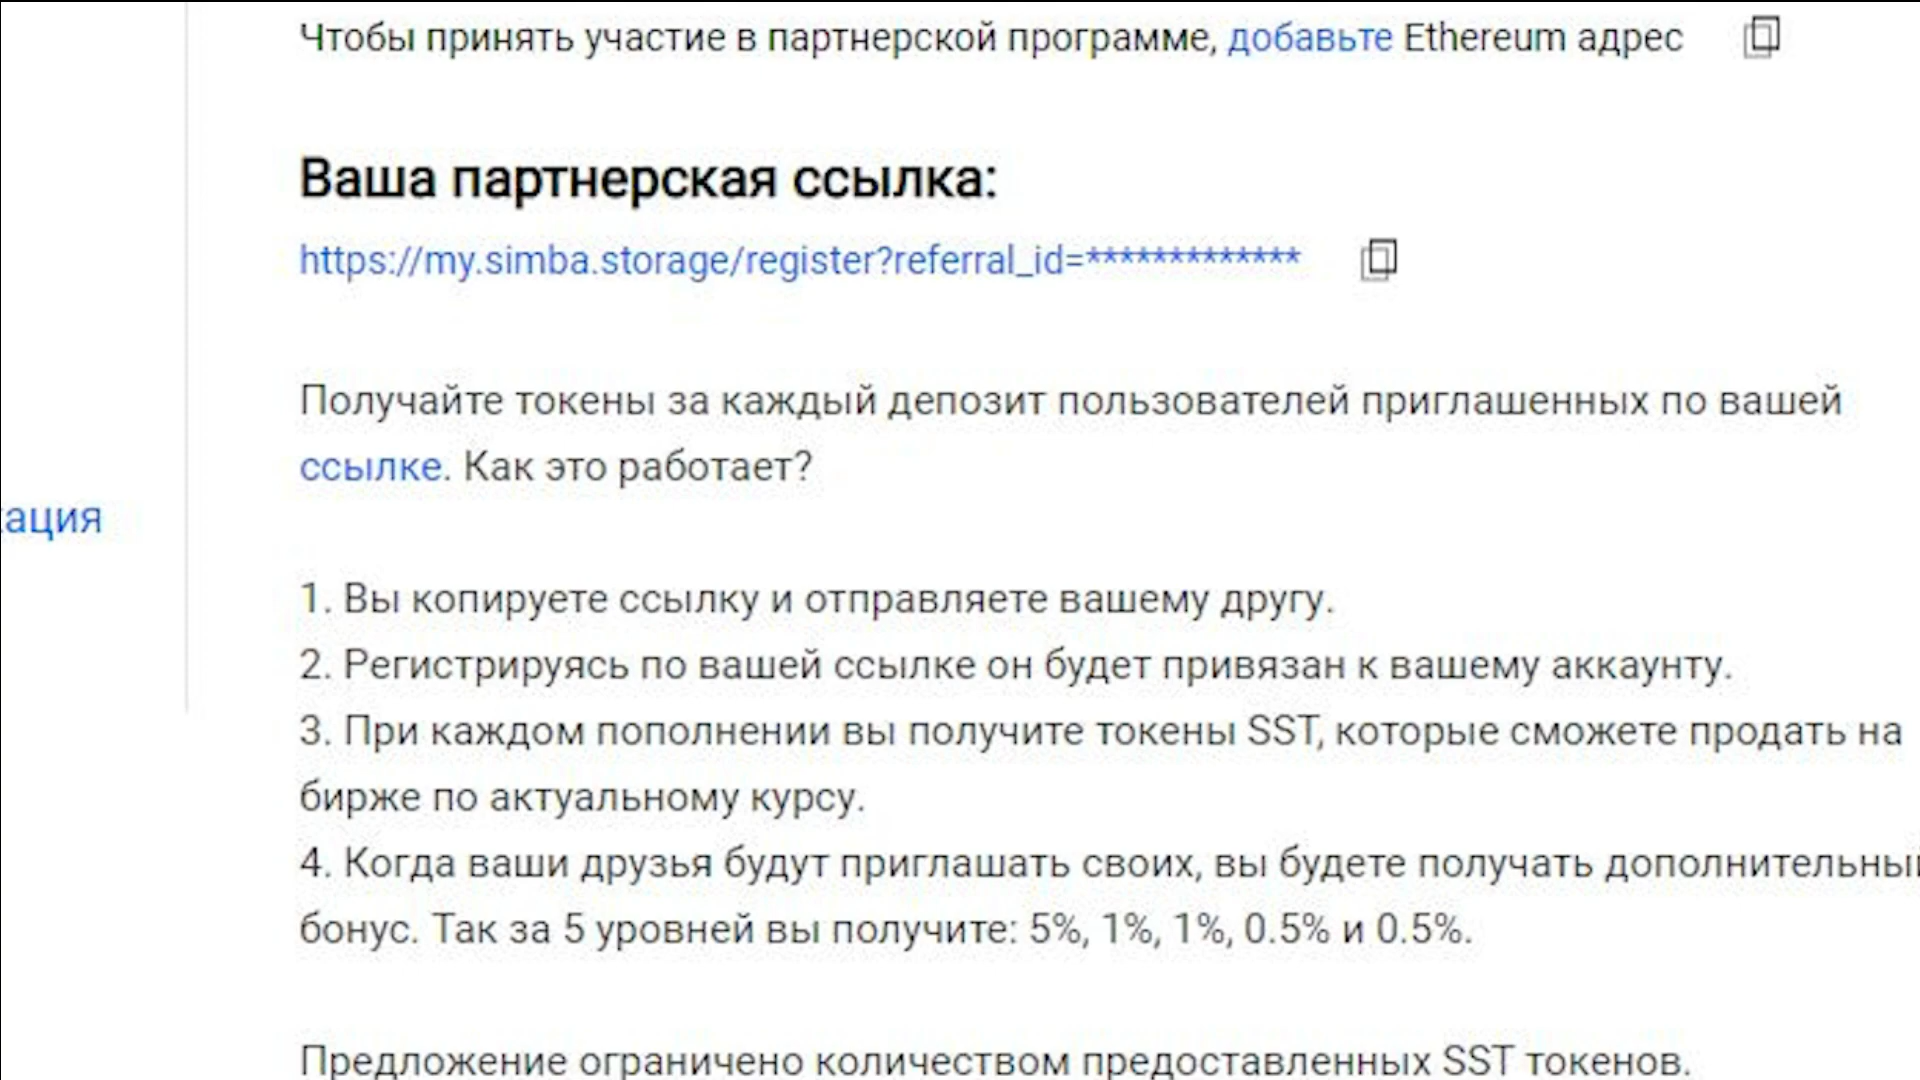 Чтобы принять участие в партнерской программе, добавьте Ethereum адрес
Ваша партнерская ссылка:
https://my.simba.storage/register?referral_id=*************
Получайте токены за каждый депозит пользователей приглашенных по вашей
ссылке. Как это работает?
кация
1. Вы копируете ссылку и отправляете вашему другу.
2. Регистрируясь по вашей ссылке он будет привязан к вашему аккаунту.
3. При каждом пополнении вы получите токены SST, которые сможете продать на
бирже по актуальному курсу.
4. Когда ваши друзья будут приглашать своих, вы будете получать дополнительный
бонус. Так за 5 уровней вы получите: 5%, 1%, 1%, 0.5% и 0.5%.
Предложение ограничено количеством предоставленных SST токенов.